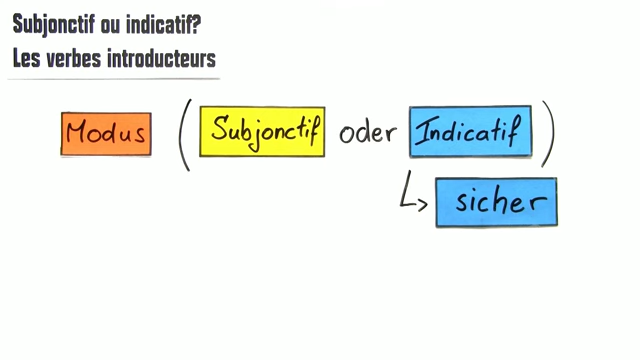 Subjonctif ou indicatif?
Les verbes introducteurs
Modus ( Subjonctif oder Indicatif )
sicher